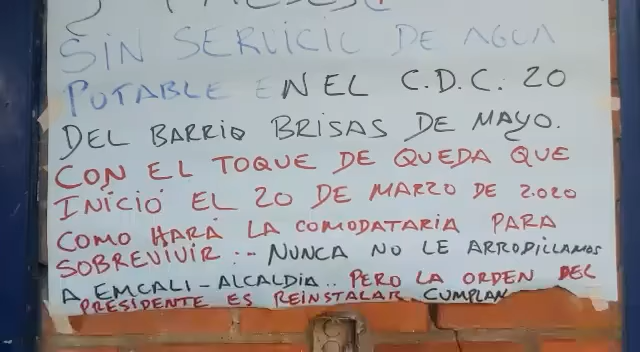 SIN SERVICIO DE AGUA
POTABLE EN EL C.D.C. 20
DEL BARRIO BRISAS DE MAYO.
CON EL TOQUE DE QUEDA QUE
INICIÓ EL 20 DE MARZO DE 2.020
COMO HARÁ LA COMODATARIA PARA
SOBREVIVIR:- NUNCA NO LE ARRODILLAMOS
A EMCALI-ALCALDIA.. PERO LA ORDEN DEL
PRESIDENTE ES REINSTALAR. CUMPLAN